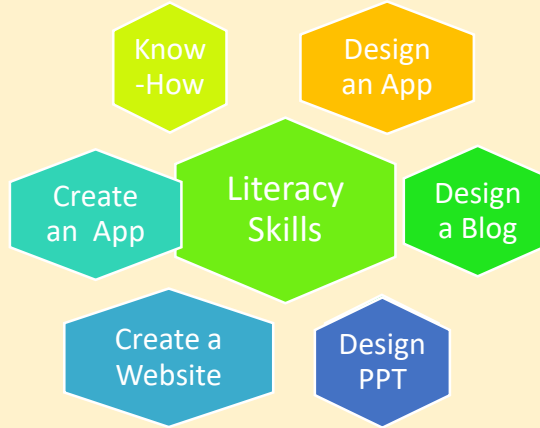 Know
-How
Design
an App
Create
an App
Literacy
Skills
Design
a Blog
Create a
Website
Design
PPT